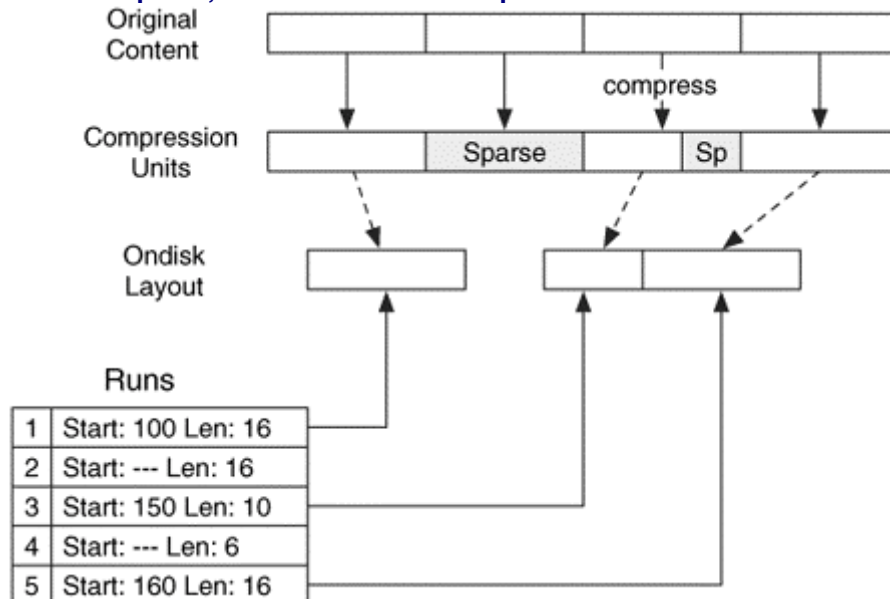 Original
Content
compress
Compression
Units
Sparse
Sp
Ondisk
Layout
Runs
1 Start: 100 Len: 16
2 Start: --- Len: 16
3 Start: 150 Len: 10
4 Start: --- Len: 6
5 Start: 160 Len: 16